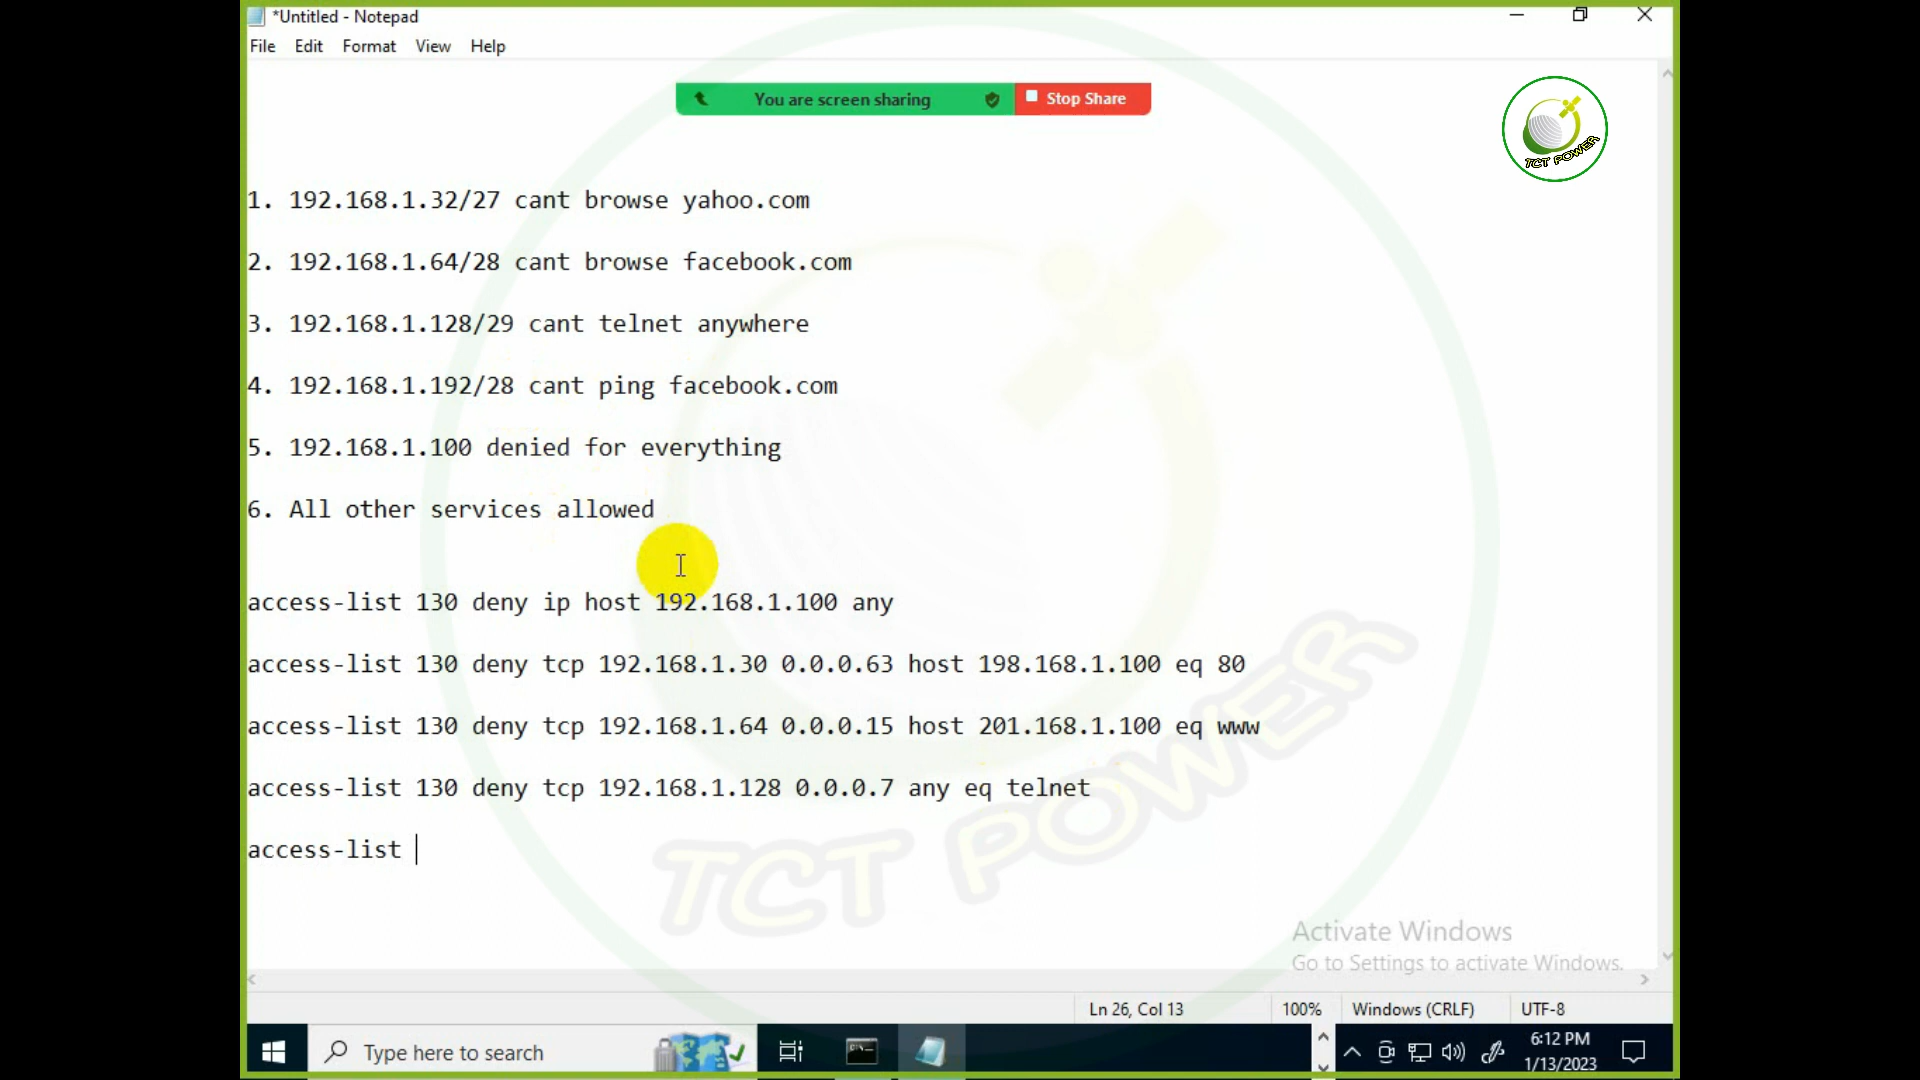 *Untitled - Notepad
File Edit Format View Help
You are screen sharing Stop Share
TCT POWER
1. 192.168.1.32/27 cant browse yahoo.com
2. 192.168.1.64/28 cant browse facebook.com
3. 192.168.1.128/29 cant telnet anywhere
4. 192.168.1.192/28 cant ping facebook.com
5. 192.168.1.100 denied for everything
6. All other services allowed
access-list 130 deny ip host 192.168.1.100 any
access-list 130 deny tcp 192.168.1.30 0.0.0.63 host 198.168.1.100 eq 80
access-list 130 deny tcp 192.168.1.64 0.0.0.15 host 201.168.1.100 eq www
access-list 130 deny tcp 192.168.1.128 0.0.0.7 any eq telnet
access-list
TCT POWER
Activate Windows
Go to Settings to activate Windows.
Ln 26, Col 13 100% Windows (CRLF) UTF-8
Type here to search
6:12 PM
1/13/2023